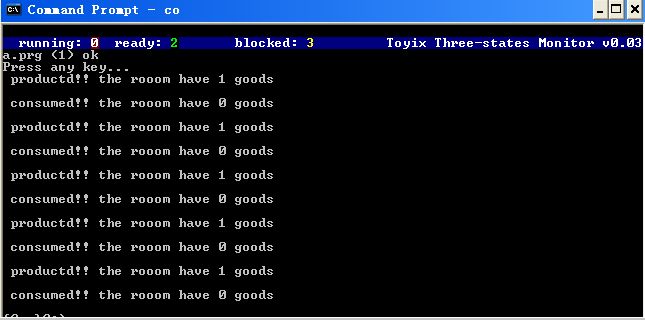 Command Prompt - co
running: 0 ready: 2 blocked: 3 Toyix Three-states Monitor v0.03
a.prg (1) ok
Press any key...
productd!! the rooom have 1 goods
consumed!! the rooom have 0 goods
productd!! the rooom have 1 goods
consumed!! the rooom have 0 goods
productd!! the rooom have 1 goods
consumed!! the rooom have 0 goods
productd!! the rooom have 1 goods
consumed!! the rooom have 0 goods
productd!! the rooom have 1 goods
consumed!! the rooom have 0 goods